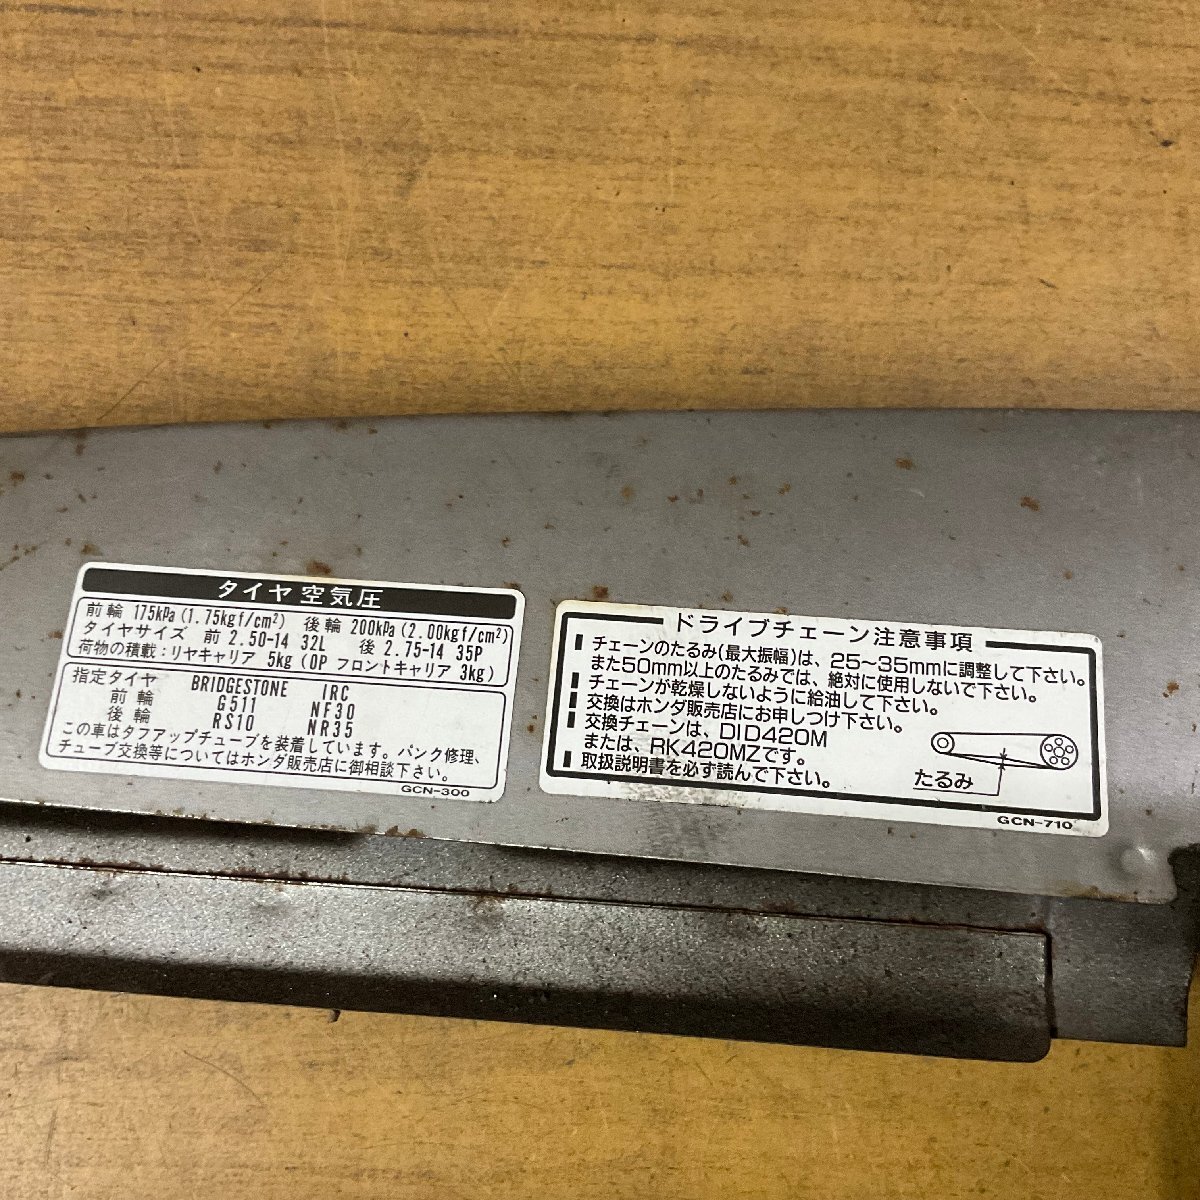 タイヤ空気圧
前輪 175kPa(1.75kgf/cm²) 後輪 200kPa(2.00kgf/cm²)
タイヤサイズ 前 2.50-14 32L 後 2.75-14 35P
荷物の積載:リヤキャリア 5kg(OP フロントキャリア 3kg)
指定タイヤ BRIDGESTONE IRC
前輪 G511 NF30
後輪 RS10 NR35
この車はタフアップチューブを装着しています。パンク修理、
チューブ交換等についてはホンダ販売店に御相談下さい。
GCN-300
ドライブチェーン注意事項
チェーンのたるみ(最大振幅)は、25~35mmに調整して下さい。
また50mm以上のたるみでは、絶対に使用しないで下さい。
チェーンが乾燥しないように給油して下さい。
交換はホンダ販売店にお申しつけ下さい。
交換チェーンは、DID420M
または、RK420MZです。
取扱説明書を必ず読んで下さい。
たるみ
GCN-710